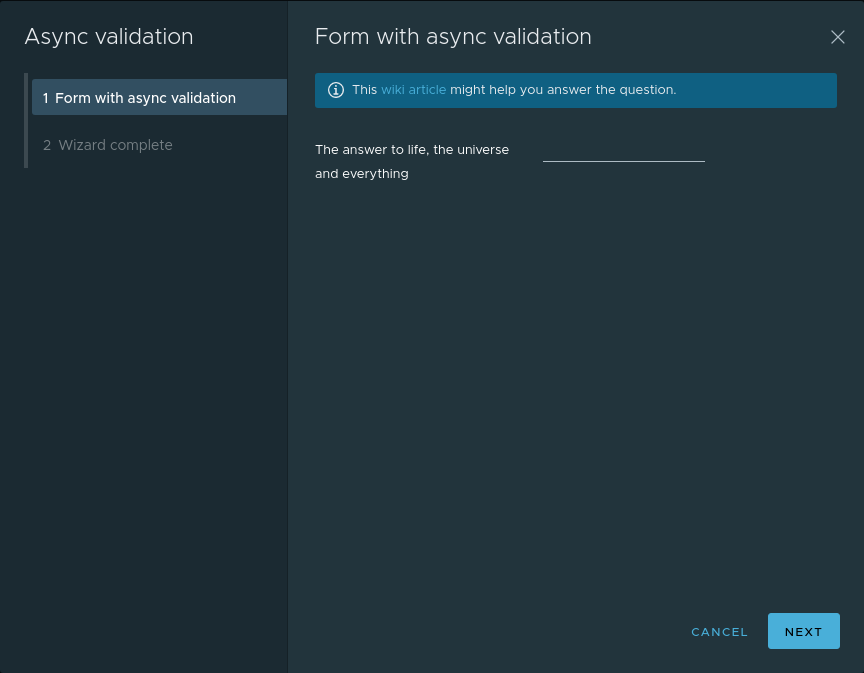 Async validation
1 Form with async validation
2 Wizard complete
Form with async validation
This wiki article might help you answer the question.
The answer to life, the universe
and everything
CANCEL
NEXT